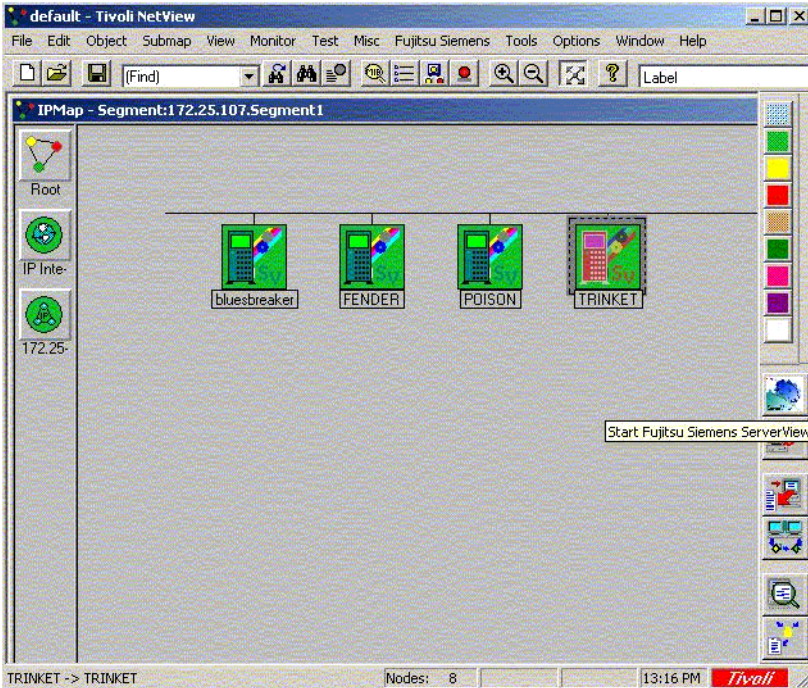 default - Tivoli NetView
File Edit Object Submap View Monitor Test Misc Fujitsu Siemens Tools Options Window Help
(Find) Label
IPMap - Segment:172.25.107.Segment1
Root
IP Inte-
172.25-
bluesbreaker FENDER POISON TRINKET
Start Fujitsu Siemens ServerView
TRINKET -> TRINKET Nodes: 8 13:16 PM Tivoli